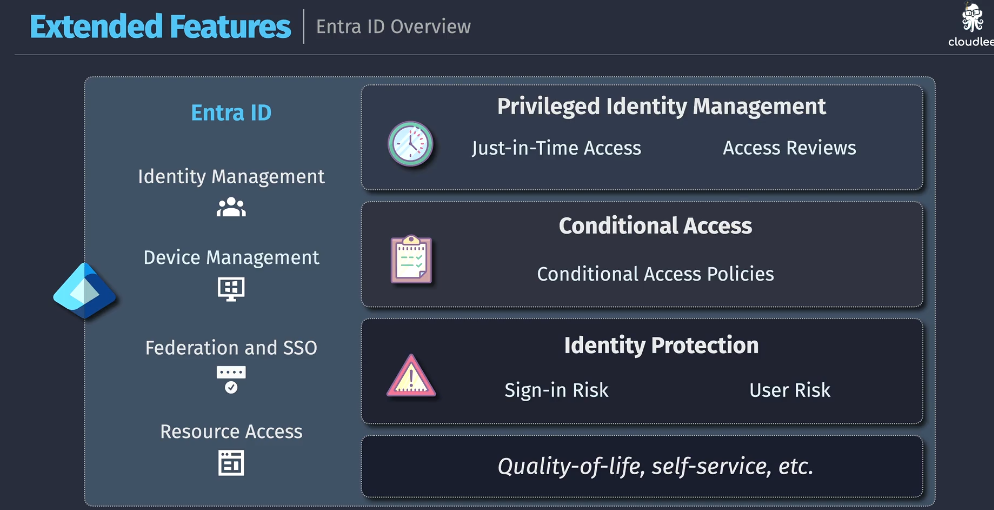 Extended Features
Entra ID Overview
Entra ID
Identity Management
Device Management
Federation and SSO
Resource Access
Privileged Identity Management
Just-in-Time Access
Access Reviews
Conditional Access
Conditional Access Policies
Identity Protection
Sign-in Risk
User Risk
Quality-of-life, self-service, etc.
cloudlee